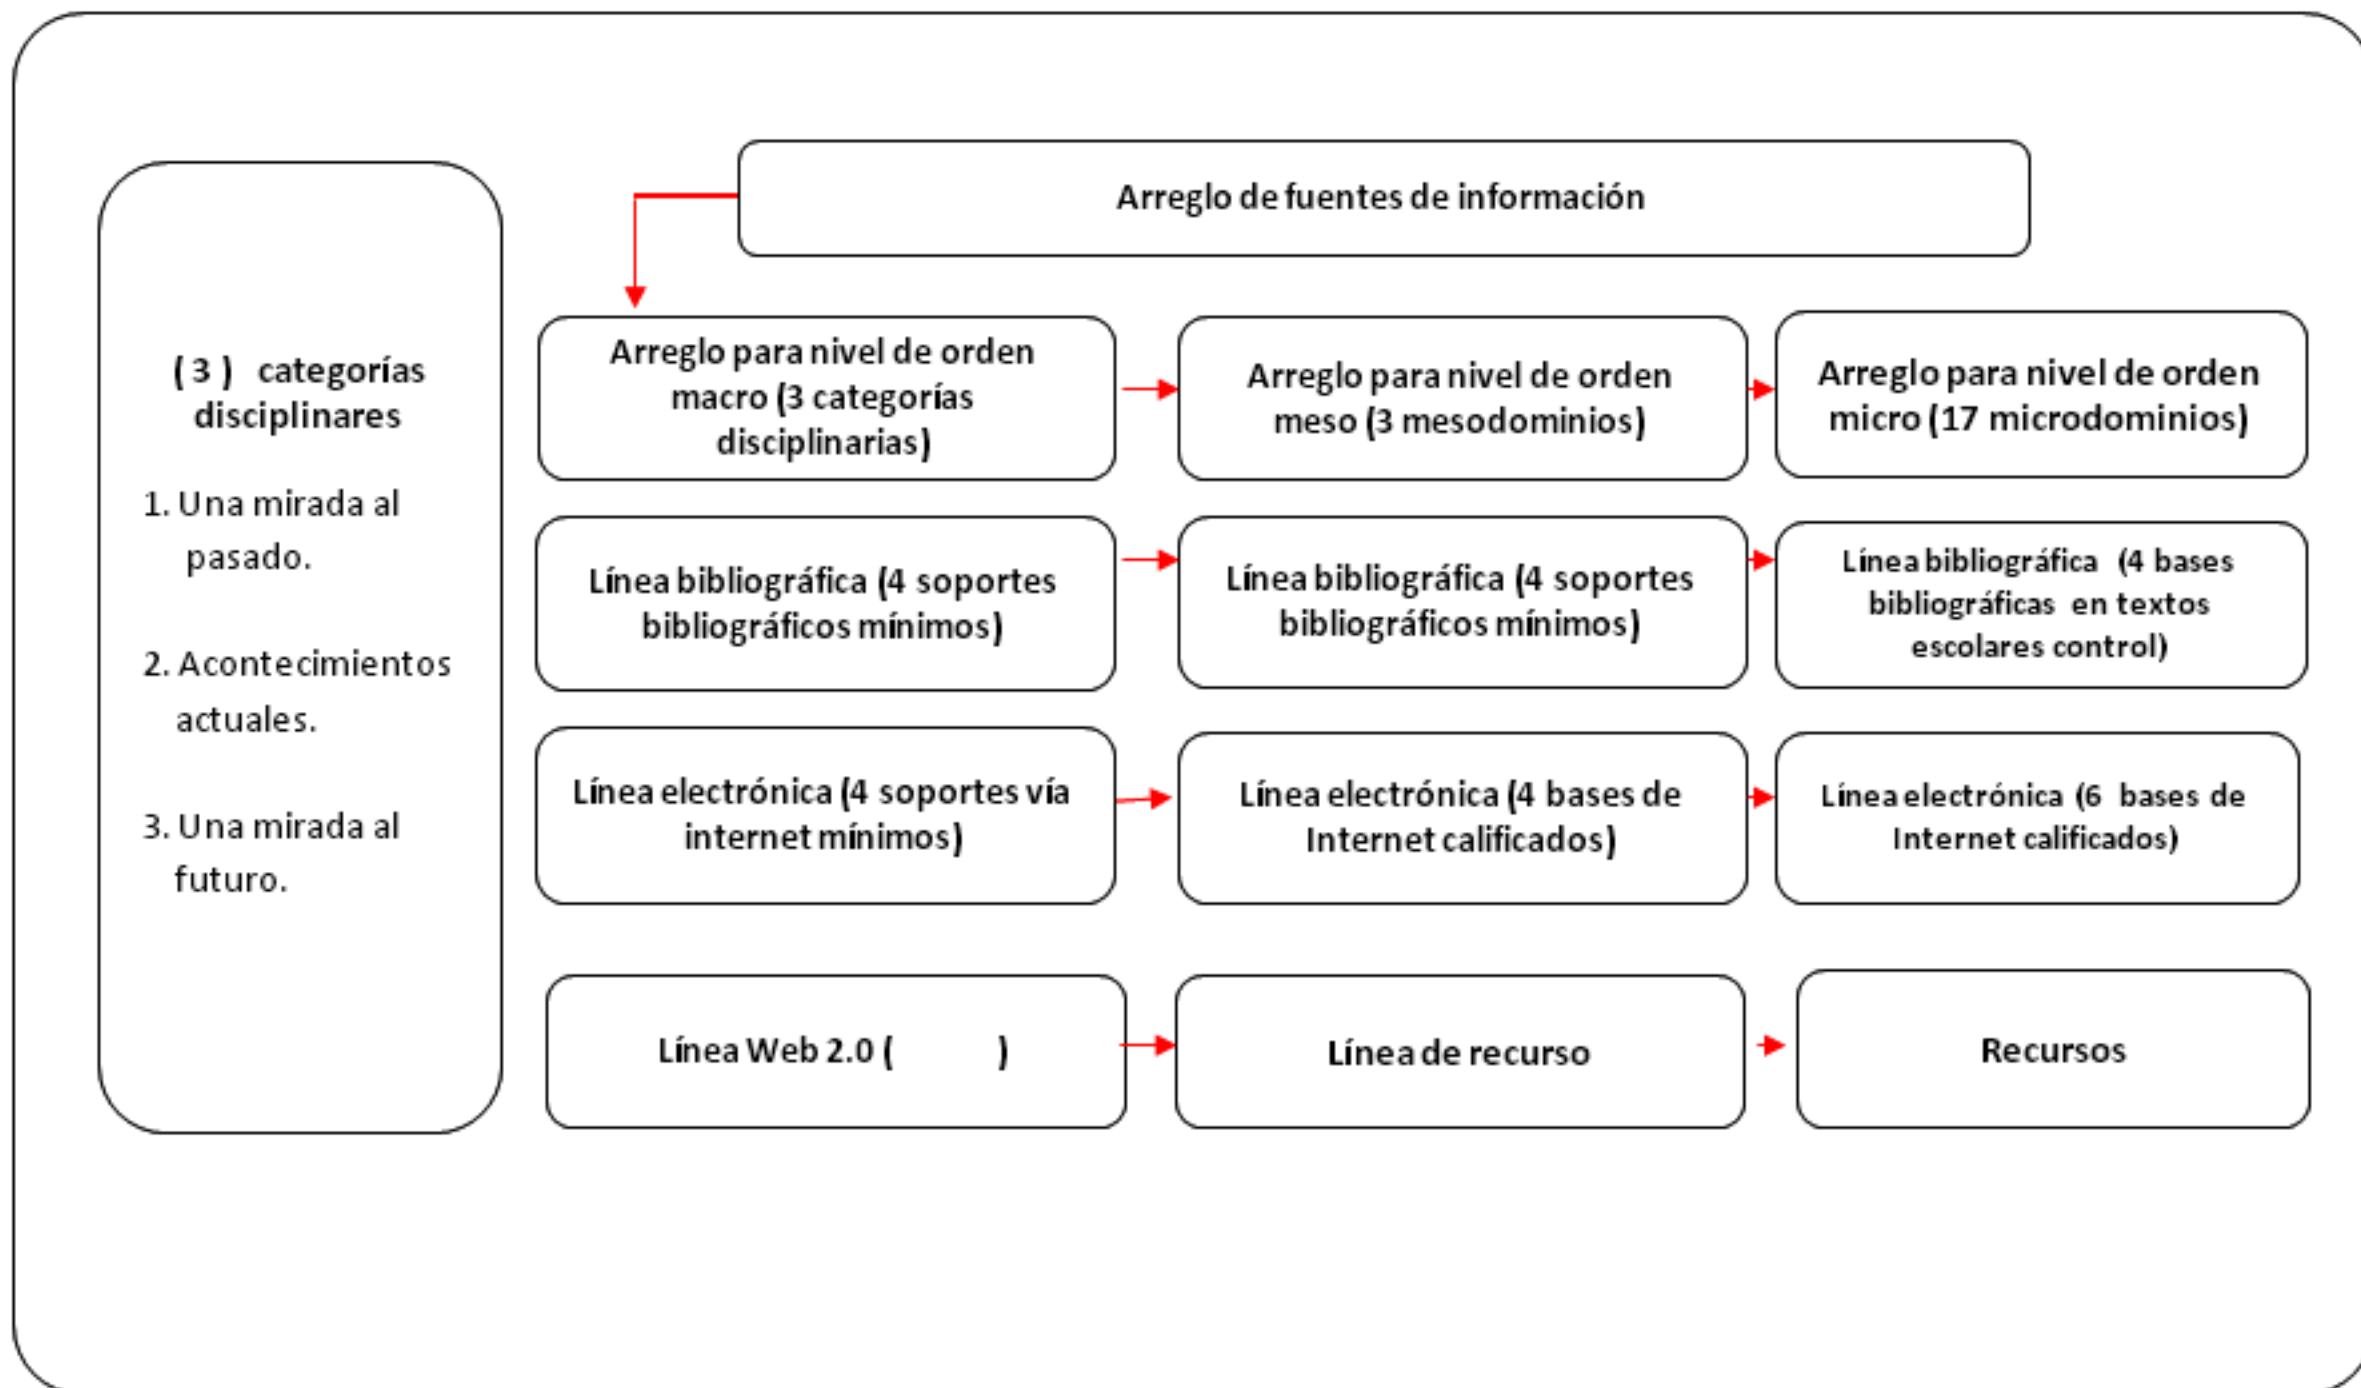 Arreglo de fuentes de información
( 3 ) categorías
disciplinares
1. Una mirada al
pasado.
2. Acontecimientos
actuales.
3. Una mirada al
futuro.
Arreglo para nivel de orden
macro (3 categorías
disciplinarias)
Arreglo para nivel de orden
meso (3 mesodominios)
Arreglo para nivel de orden
micro (17 microdominios)
Línea bibliográfica (4 soportes
bibliográficos mínimos)
Línea bibliográfica (4 soportes
bibliográficos mínimos)
Línea bibliográfica (4 bases
bibliográficas en textos
escolares control)
Línea electrónica (4 soportes vía
internet mínimos)
Línea electrónica (4 bases de
Internet calificados)
Línea electrónica (6 bases de
Internet calificados)
Línea Web 2.0 ( )
Línea de recurso
Recursos